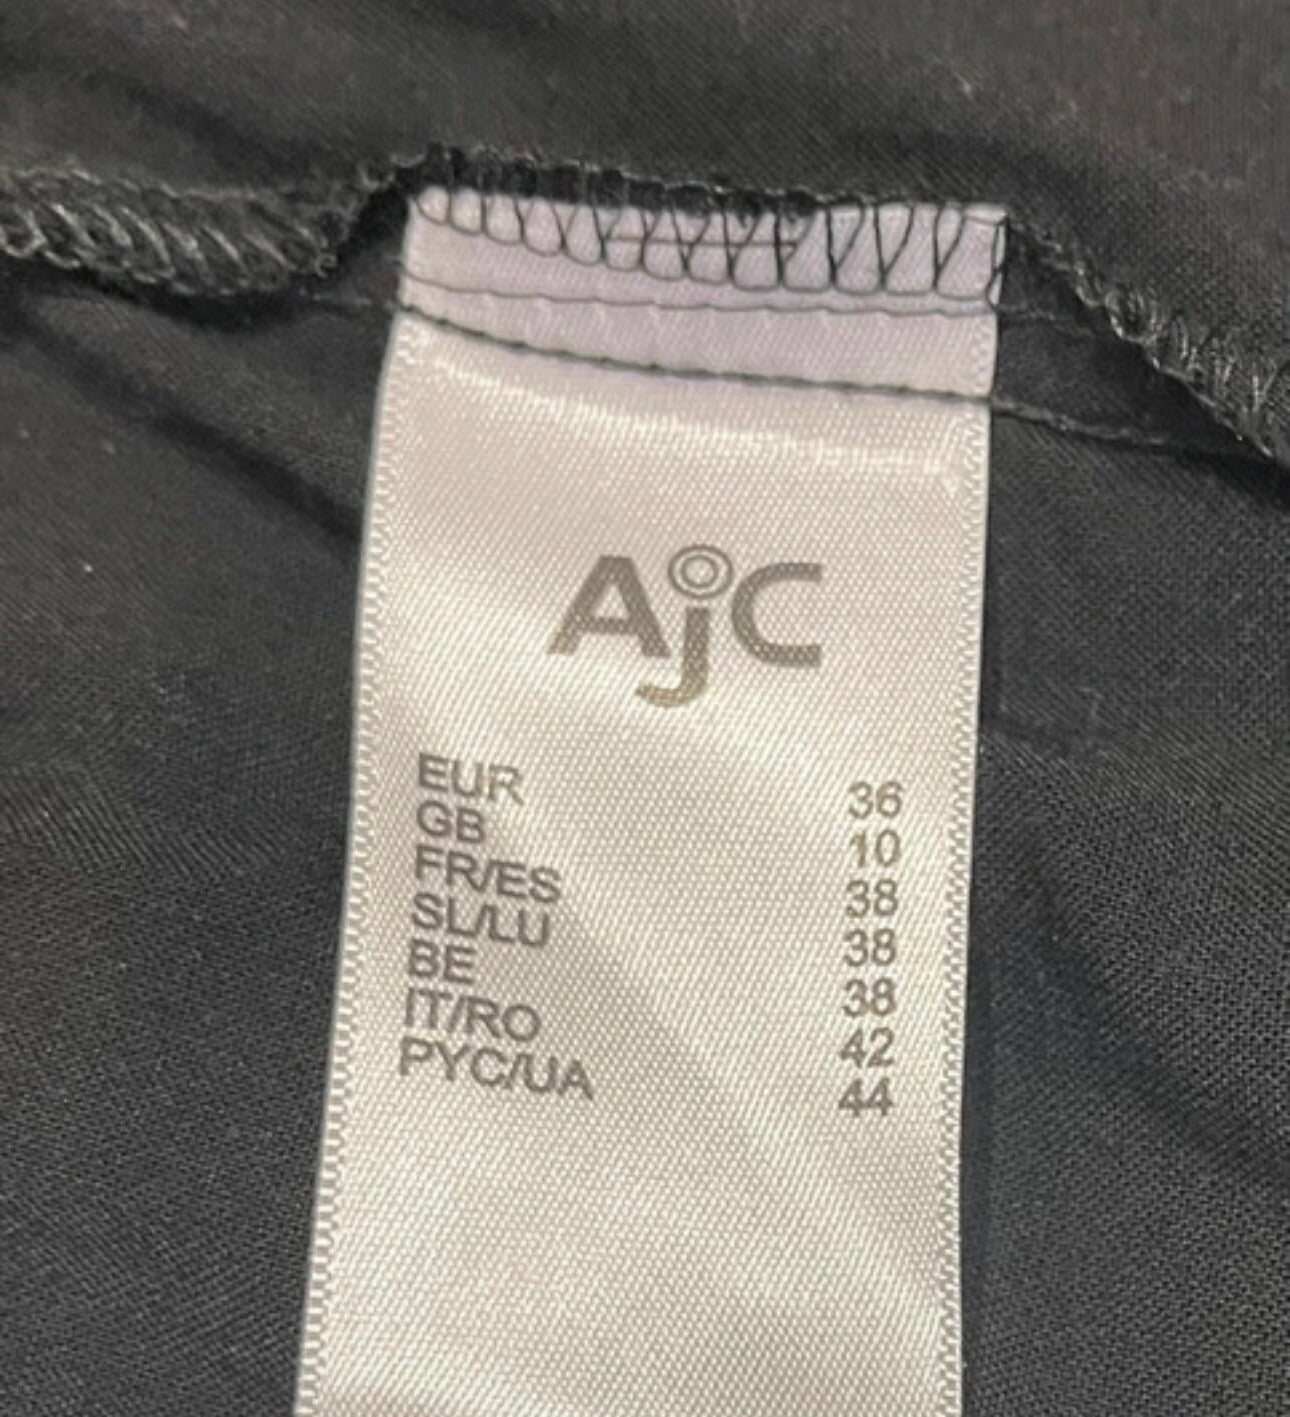 AjC
EUR 36
GB 10
FR/ES 38
SL/LU 38
BE 38
IT/RO 42
PYC/UA 44